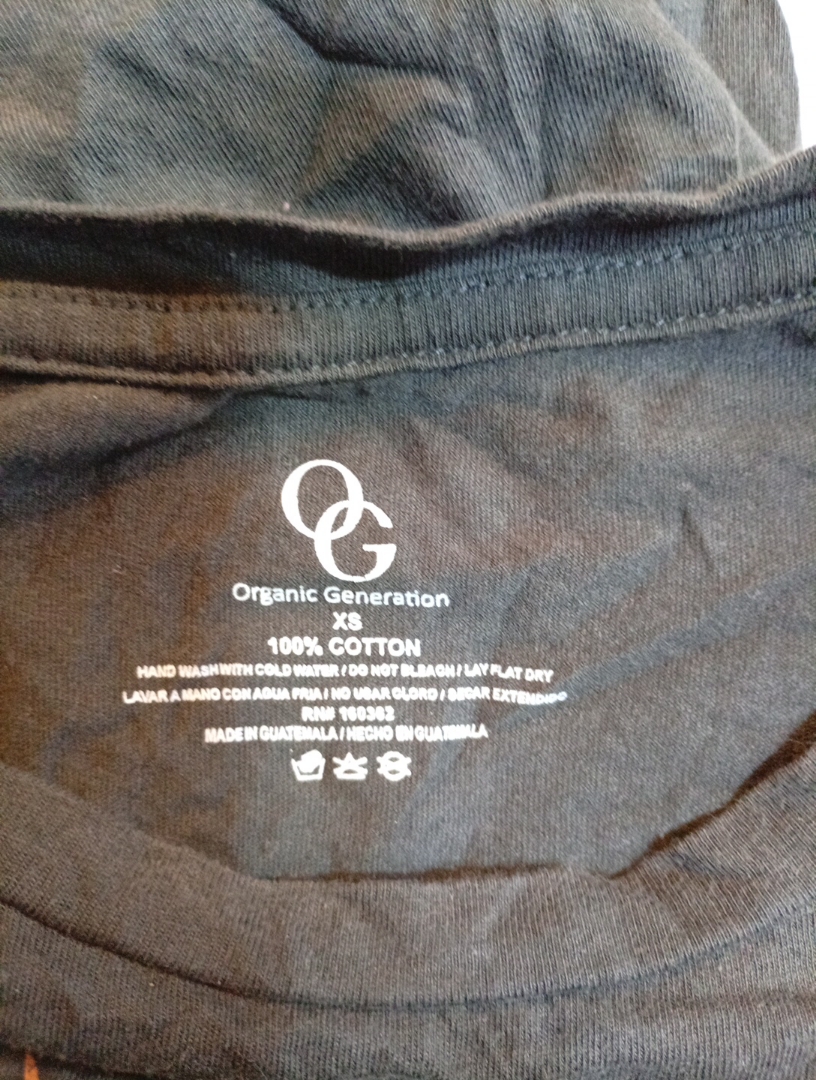 OG
Organic Generation
XS
100% COTTON
HAND WASH WITH COLD WATER / DO NOT BLEACH / LAY FLAT DRY
LAVAR A MANO CON AGUA FRIA / NO USAR CLORO / SECAR EXTENDIDO
RN# 160362
MADE IN GUATEMALA / HECHO EN GUATEMALA